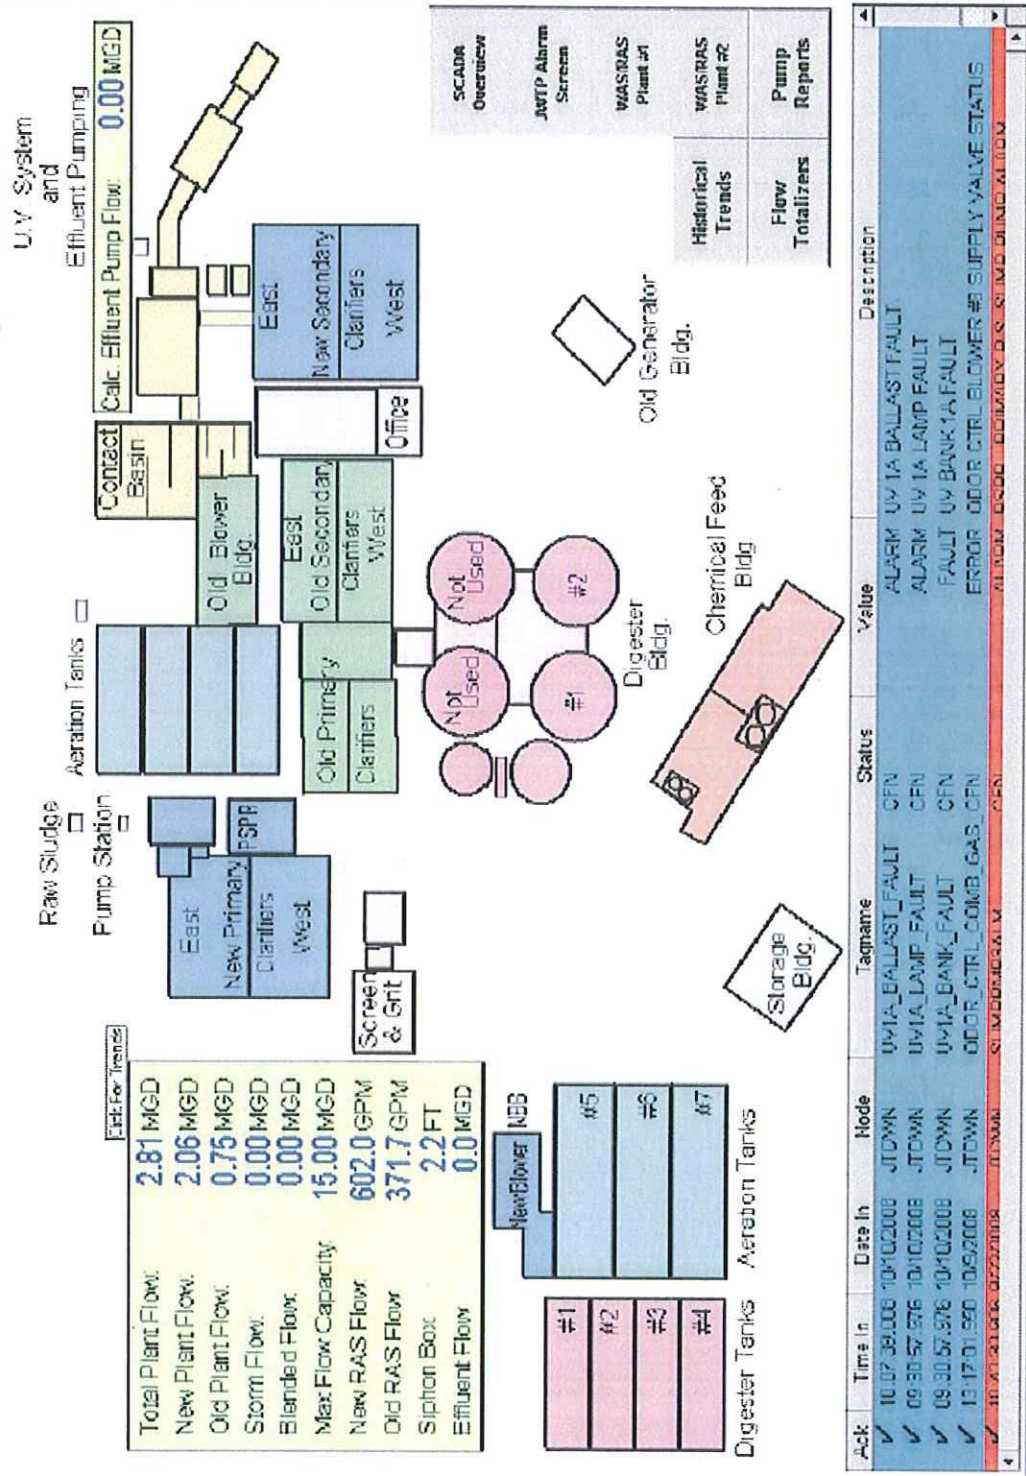 U.V. System
and
Effluent Pumping
Calc. Effluent Pump Flow: 0.00 MGD
Raw Sludge
Pump Station
Aeration Tanks
Contact
Basin
Old Blower
Bldg.
East
New Primary
Clarifiers
West
PSPB
Old Primary
Clarifiers
East
Old Secondary
Clarifiers
West
Office
East
New Secondary
Clarifiers
West
Screen
& Grit
Click For Trends
Total Plant Flow: 2.81 MGD
New Plant Flow: 2.06 MGD
Old Plant Flow: 0.75 MGD
Storm Flow: 0.00 MGD
Blended Flow: 0.00 MGD
Max Flow Capacity: 15.00 MGD
New RAS Flow: 602.0 GPM
Old RAS Flow: 371.7 GPM
Siphon Box: 2.2 FT
Effluent Flow 0.0 MGD
Not
Used
Not
Used
#1
#2
Digester
Bldg.
Old Generator
Bldg.
Chemical Feed
Bldg
Storage
Bldg.
New Blower
NBB
#1
#2
#3
#4
Digester Tanks
#5
#6
#7
Aeration Tanks
SCADA
Overview
JWTP Alarm
Screen
WAS/RAS
Plant #1
Historical
Trends
WAS/RAS
Plant #2
Flow
Totalizers
Pump
Reports
Ack Time In Date In Node Tagname Status Value Description
✓ 10:07:39.008 10/10/2008 JTOWN UV1A_BALLAST_FAULT CFN ALARM UV 1A BALLAST FAULT
✓ 09:30:57.976 10/10/2008 JTOWN UV1A_LAMP_FAULT CFN ALARM UV 1A LAMP FAULT
✓ 09:30:57.976 10/10/2008 JTOWN UV1A_BANK_FAULT CFN FAULT UV BANK 1A FAULT
✓ 13:17:01.990 10/9/2008 JTOWN ODOR_CTRL_COMB_GAS_ CFN ERROR ODOR CTRL BLOWER #3 SUPPLY VALVE STATUS
✓ JTOWN CFN ALARM